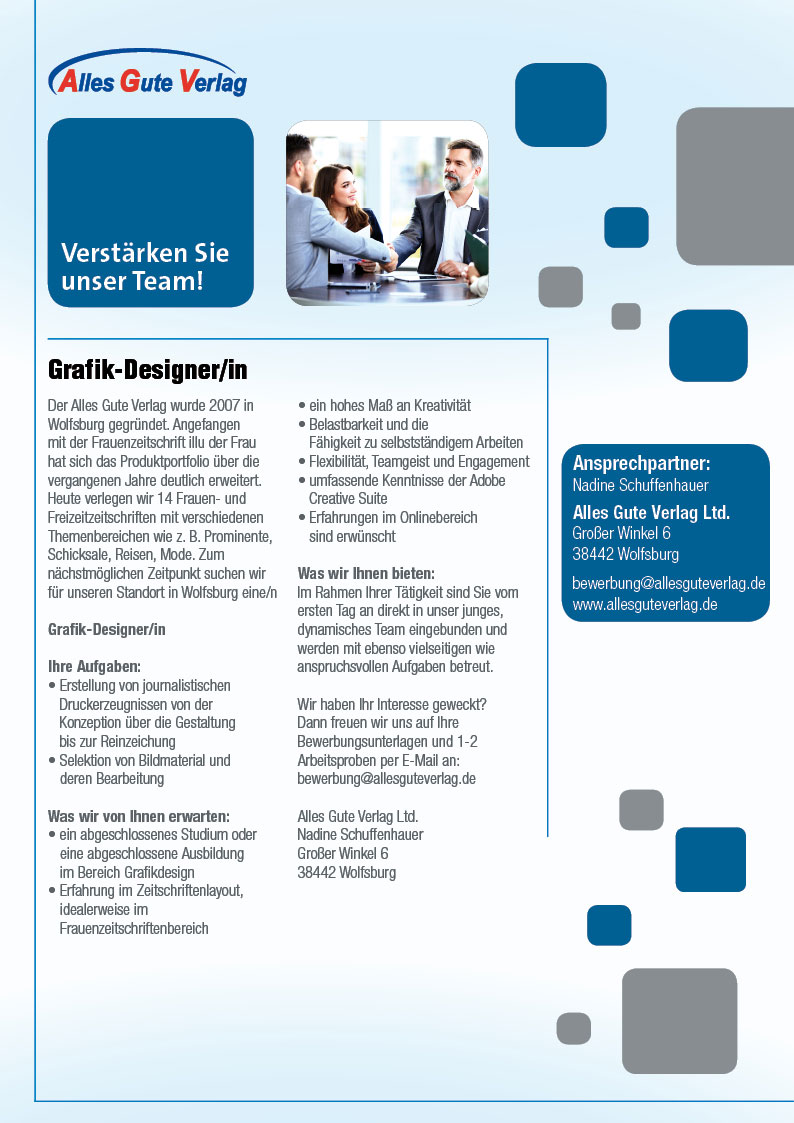 Alles Gute Verlag
Verstärken Sie
unser Team!
Grafik-Designer/in
Der Alles Gute Verlag wurde 2007 in
Wolfsburg gegründet. Angefangen
mit der Frauenzeitschrift illu der Frau
hat sich das Produktportfolio über die
vergangenen Jahre deutlich erweitert.
Heute verlegen wir 14 Frauen- und
Freizeitzeitschriften mit verschiedenen
Themenbereichen wie z. B. Prominente,
Schicksale, Reisen, Mode. Zum
nächstmöglichen Zeitpunkt suchen wir
für unseren Standort in Wolfsburg eine/n
Grafik-Designer/in
Ihre Aufgaben:
• Erstellung von journalistischen
Druckerzeugnissen von der
Konzeption über die Gestaltung
bis zur Reinzeichung
• Selektion von Bildmaterial und
deren Bearbeitung
Was wir von Ihnen erwarten:
• ein abgeschlossenes Studium oder
eine abgeschlossene Ausbildung
im Bereich Grafikdesign
• Erfahrung im Zeitschriftenlayout,
idealerweise im
Frauenzeitschriftenbereich
• ein hohes Maß an Kreativität
• Belastbarkeit und die
Fähigkeit zu selbstständigem Arbeiten
• Flexibilität, Teamgeist und Engagement
• umfassende Kenntnisse der Adobe
Creative Suite
• Erfahrungen im Onlinebereich
sind erwünscht
Was wir Ihnen bieten:
Im Rahmen Ihrer Tätigkeit sind Sie vom
ersten Tag an direkt in unser junges,
dynamisches Team eingebunden und
werden mit ebenso vielseitigen wie
anspruchsvollen Aufgaben betreut.
Wir haben Ihr Interesse geweckt?
Dann freuen wir uns auf Ihre
Bewerbungsunterlagen und 1-2
Arbeitsproben per E-Mail an:
bewerbung@allesguteverlag.de
Alles Gute Verlag Ltd.
Nadine Schuffenhauer
Großer Winkel 6
38442 Wolfsburg
Ansprechpartner:
Nadine Schuffenhauer
Alles Gute Verlag Ltd.
Großer Winkel 6
38442 Wolfsburg
bewerbung@allesguteverlag.de
www.allesguteverlag.de